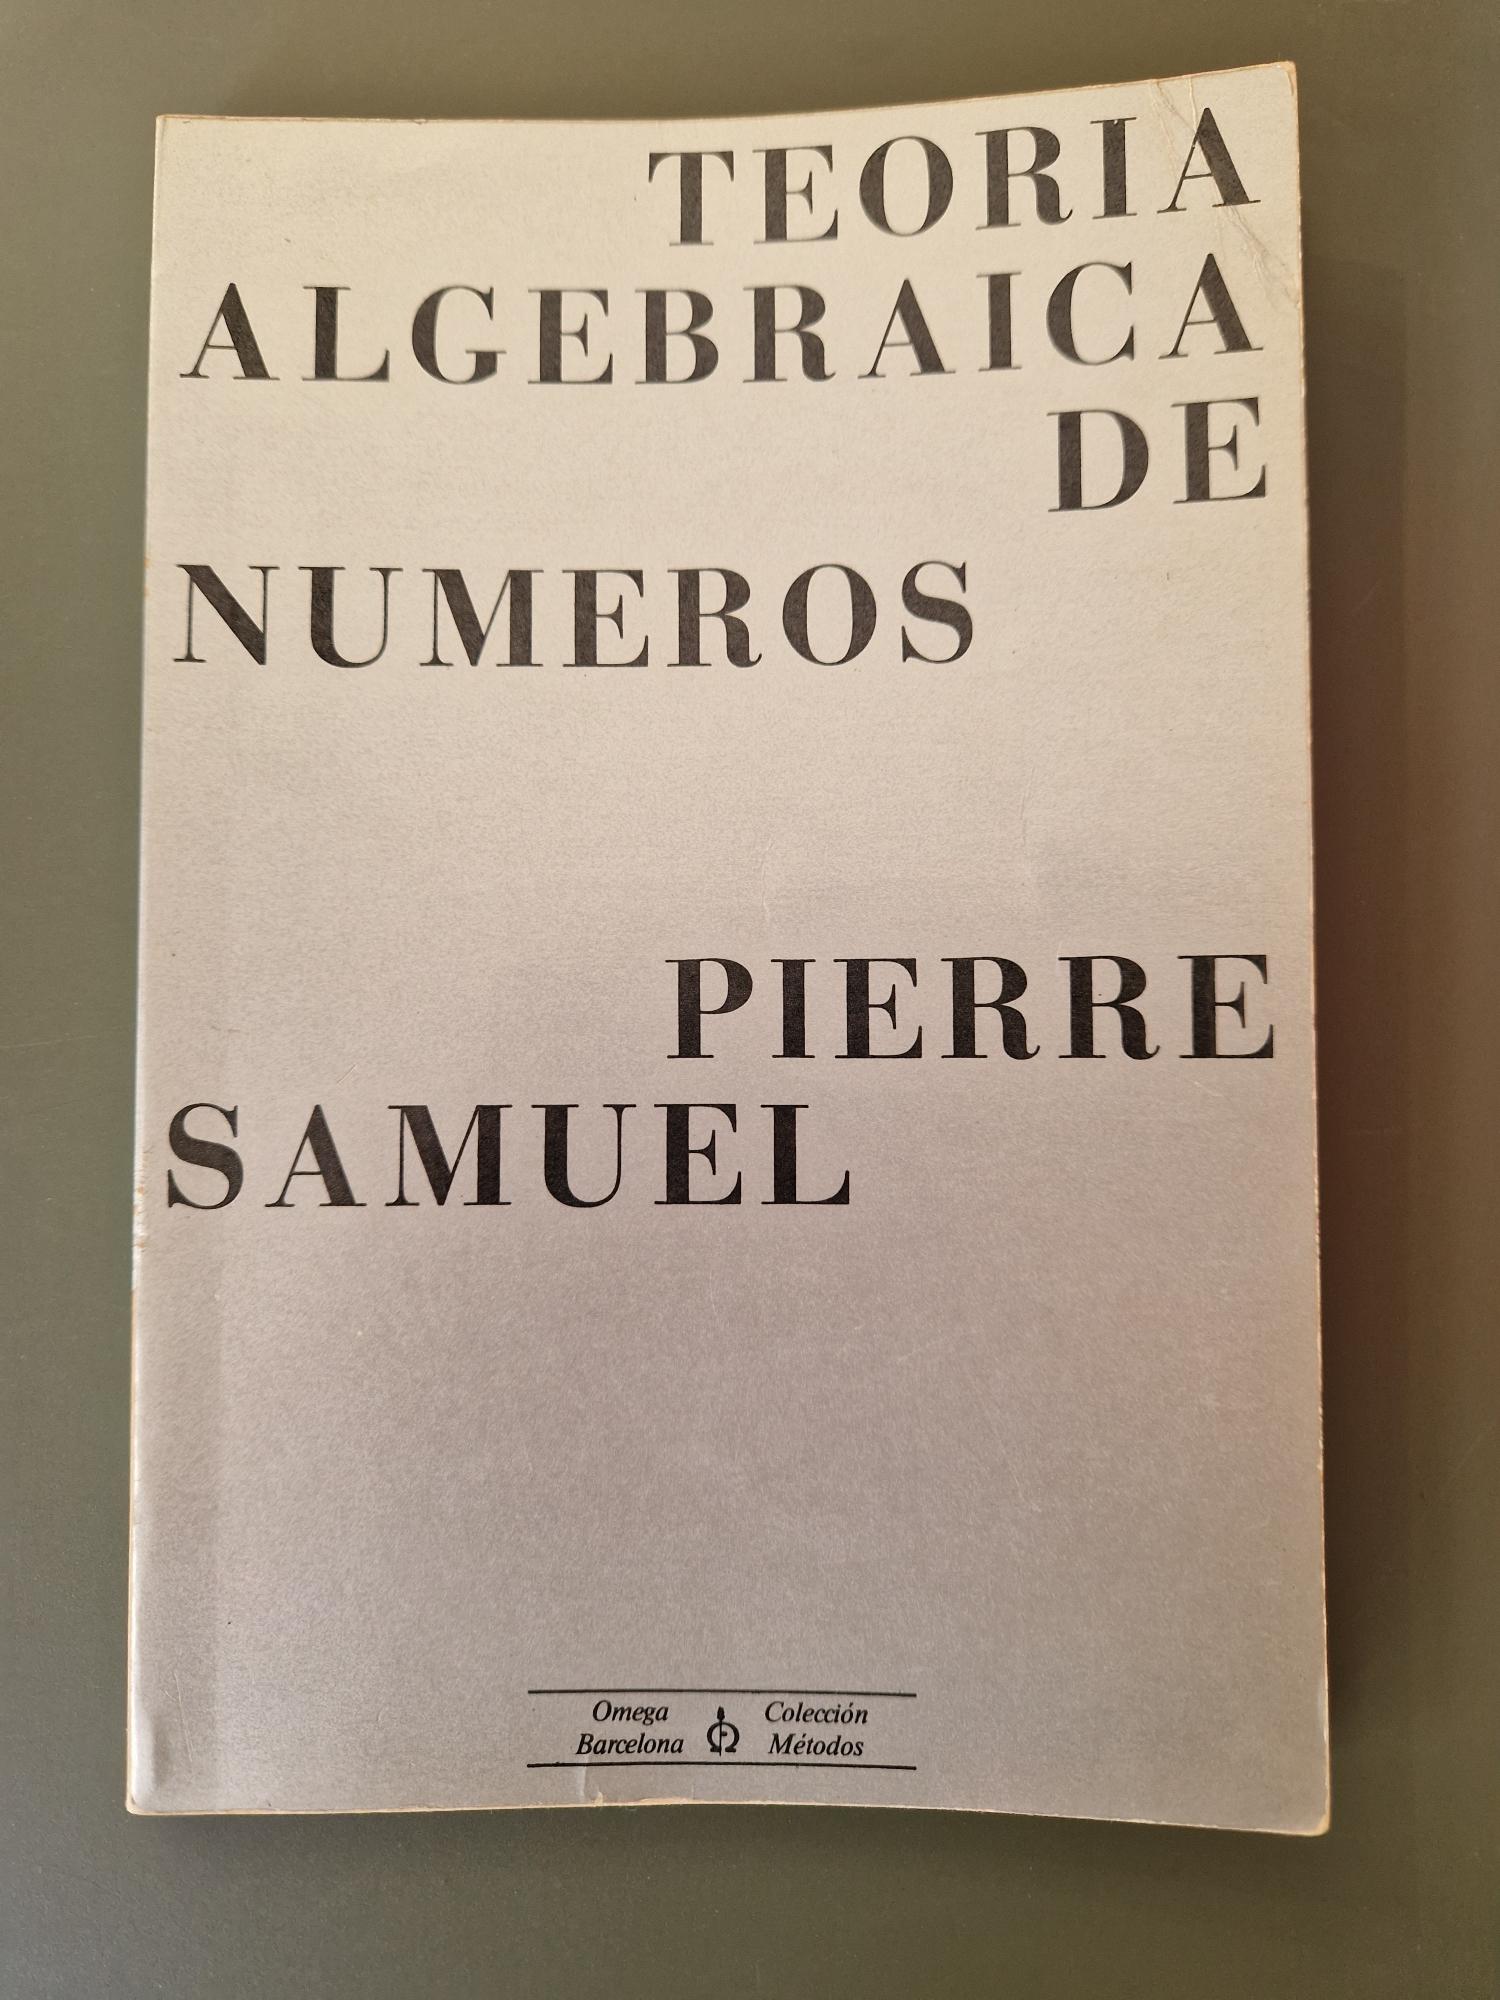 TEORIA
ALGEBRAICA
DE
NUMEROS
PIERRE
SAMUEL
Omega
Barcelona
Colección
Métodos